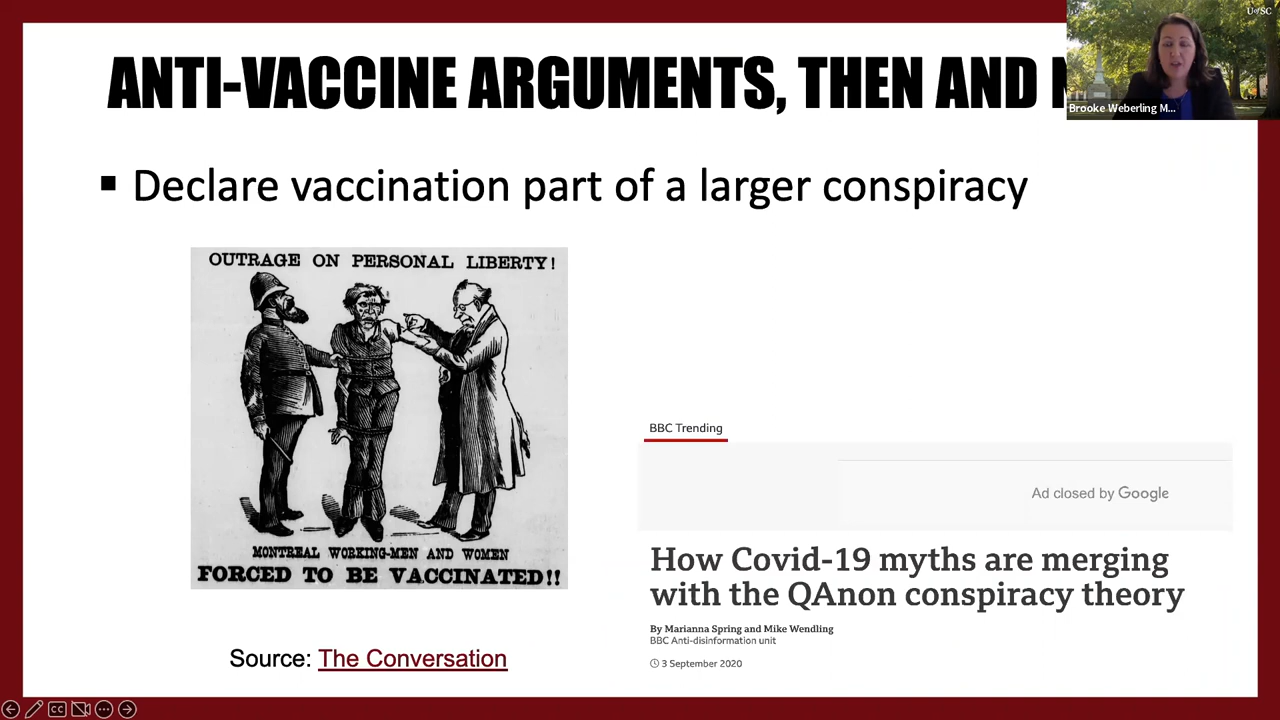 ANTI-VACCINE ARGUMENTS, THEN AND
UofSC
Brooke Weberling M...
▪ Declare vaccination part of a larger conspiracy
OUTRAGE ON PERSONAL LIBERTY!
MONTREAL WORKING-MEN AND WOMEN
FORCED TO BE VACCINATED!!
Source: The Conversation
BBC Trending
Ad closed by Google
How Covid-19 myths are merging
with the QAnon conspiracy theory
By Marianna Spring and Mike Wendling
BBC Anti-disinformation unit
3 September 2020
CC